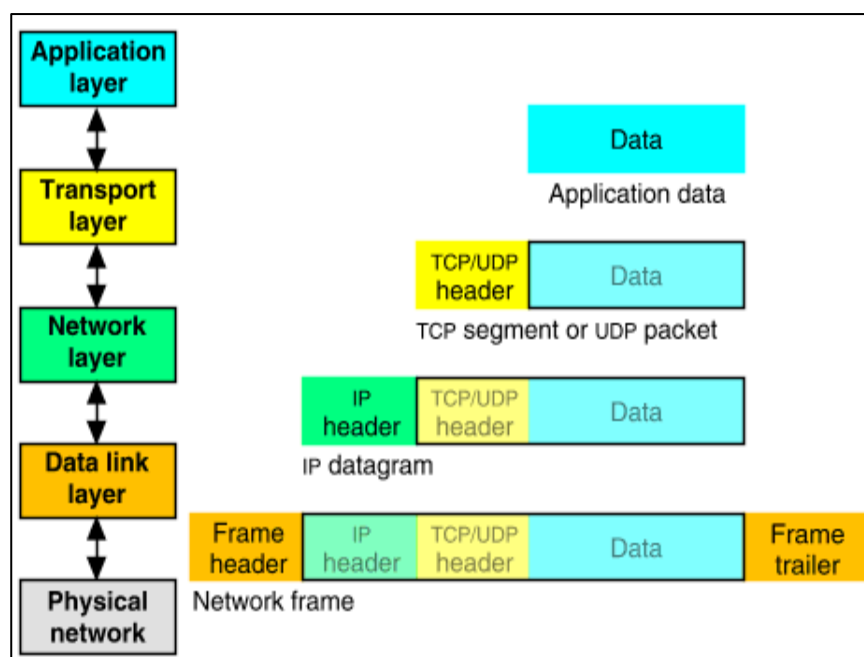 Application
layer
Data
Application data
Transport
layer
TCP/UDP
header
Data
TCP segment or UDP packet
Network
layer
IP
header
TCP/UDP
header
Data
IP datagram
Data link
layer
Frame
header
IP
header
TCP/UDP
header
Data
Frame
trailer
Network frame
Physical
network